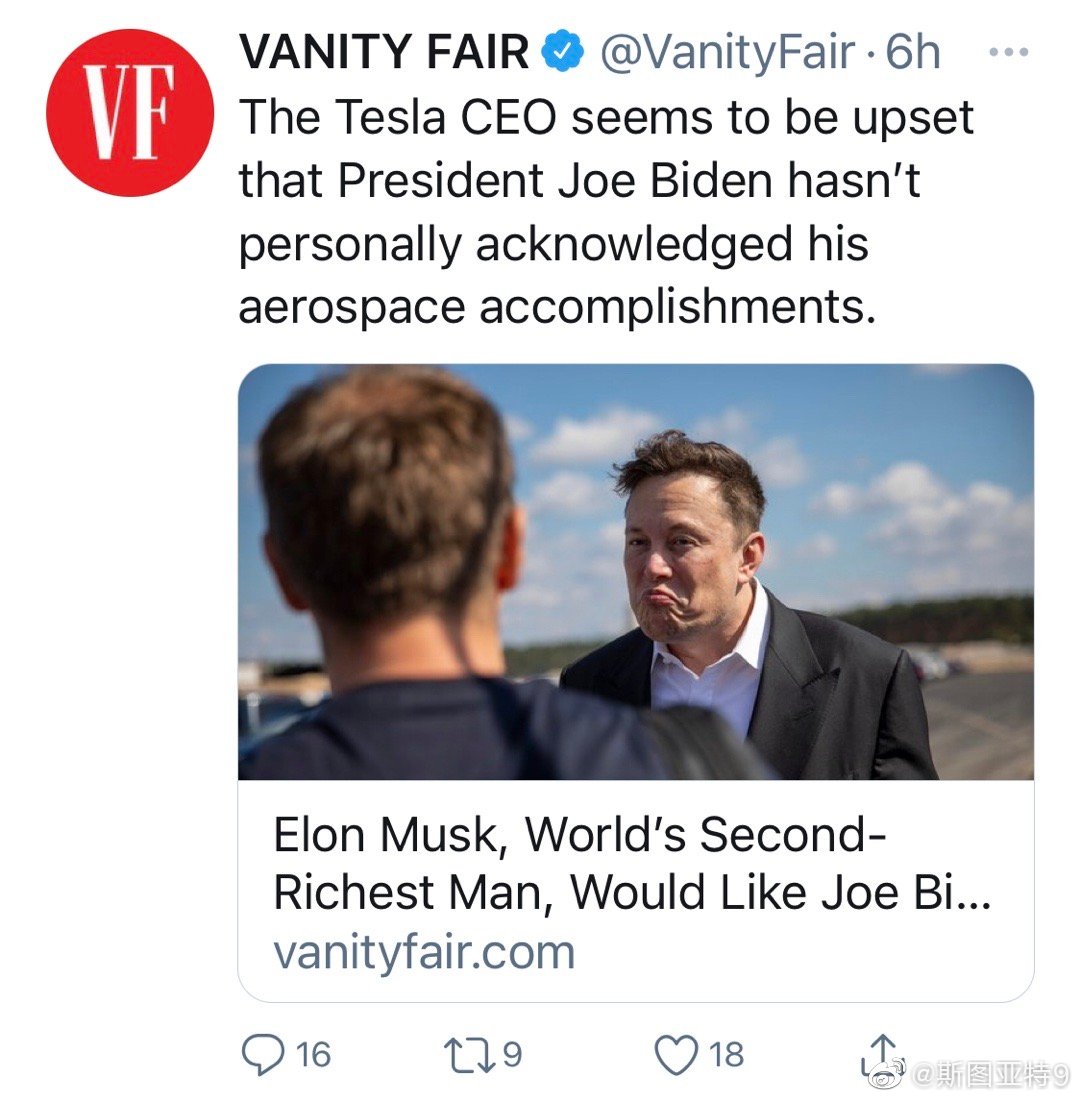 VF
VANITY FAIR @VanityFair · 6h
The Tesla CEO seems to be upset
that President Joe Biden hasn’t
personally acknowledged his
aerospace accomplishments.
Elon Musk, World’s Second-
Richest Man, Would Like Joe Bi...
vanityfair.com
16 9 18
@斯图亚特9